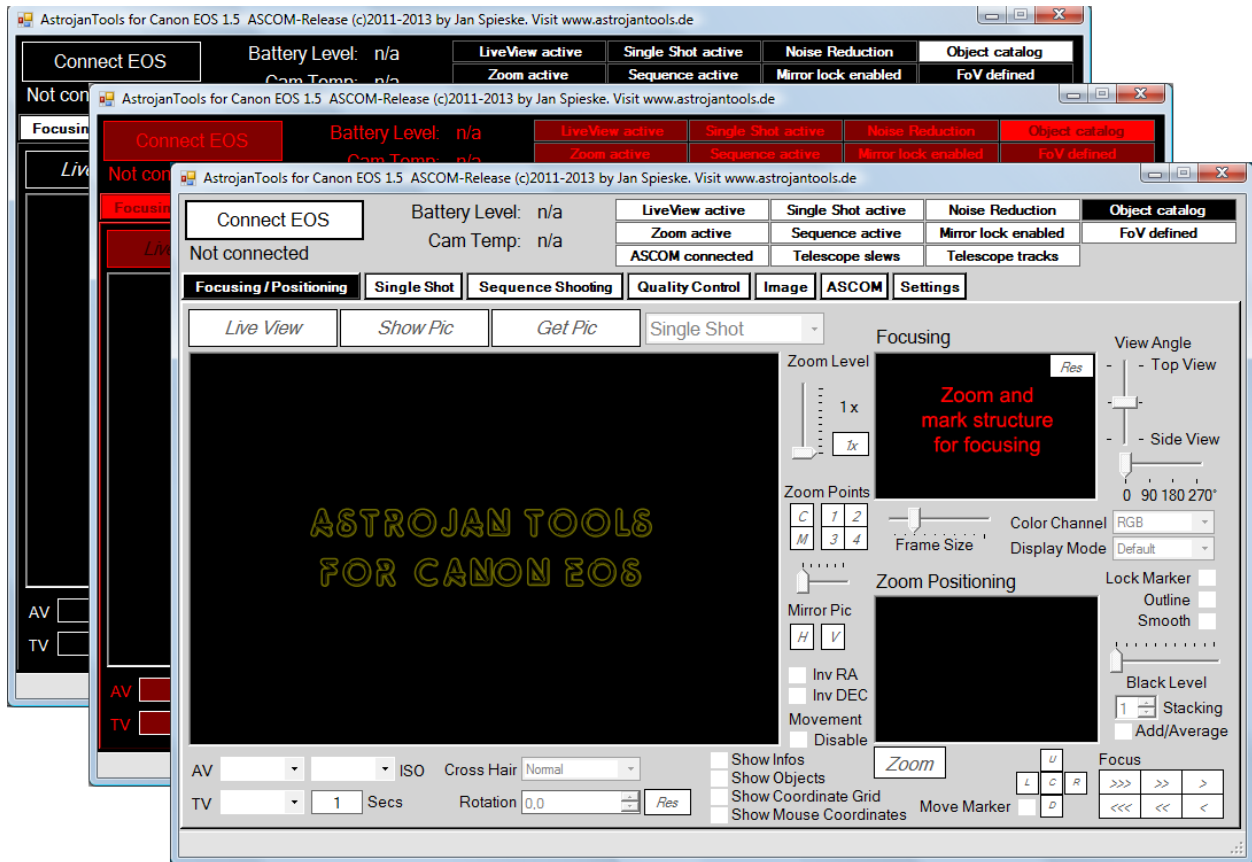 AstrojanTools for Canon EOS 1.5 ASCOM-Release (c)2011-2013 by Jan Spieske. Visit www.astrojantools.de
Connect EOS
Battery Level: n/a
LiveView active Single Shot active Noise Reduction Object catalog
Cam Temp: n/a
Zoom active Sequence active Mirror lock enabled FoV defined
Not con
Focusin
Liv
AV
TV
AstrojanTools for Canon EOS 1.5 ASCOM-Release (c)2011-2013 by Jan Spieske. Visit www.astrojantools.de
Connect EOS
Battery Level: n/a
LiveView active Single Shot active Noise Reduction Object catalog
Cam Temp: n/a
Zoom active Sequence active Mirror lock enabled FoV defined
Not con
Focusin
Liv
AV
TV
AstrojanTools for Canon EOS 1.5 ASCOM-Release (c)2011-2013 by Jan Spieske. Visit www.astrojantools.de
Connect EOS
Not connected
Battery Level: n/a
Cam Temp: n/a
LiveView active Single Shot active Noise Reduction Object catalog
Zoom active Sequence active Mirror lock enabled FoV defined
ASCOM connected Telescope slews Telescope tracks
Focusing / Positioning Single Shot Sequence Shooting Quality Control Image ASCOM Settings
Live View Show Pic Get Pic Single Shot
ASTROJAN TOOLS
FOR CANON EOS
Zoom Level
1 x
1x
Zoom Points
C 1 2
M 3 4
Mirror Pic
H V
Inv RA
Inv DEC
Movement
Disable
Focusing
Res
Zoom and
mark structure
for focusing
Frame Size
View Angle
- - Top View
- -
- - Side View
0 90 180 270°
Color Channel RGB
Display Mode Default
Zoom Positioning
Lock Marker
Outline
Smooth
Black Level
1 Stacking
Add/Average
AV ISO Cross Hair Normal
TV 1 Secs Rotation 0,0 Res
Show Infos
Show Objects
Show Coordinate Grid
Show Mouse Coordinates
Zoom
Move Marker
U
L C R
D
Focus
>>> >> >
<<< << <